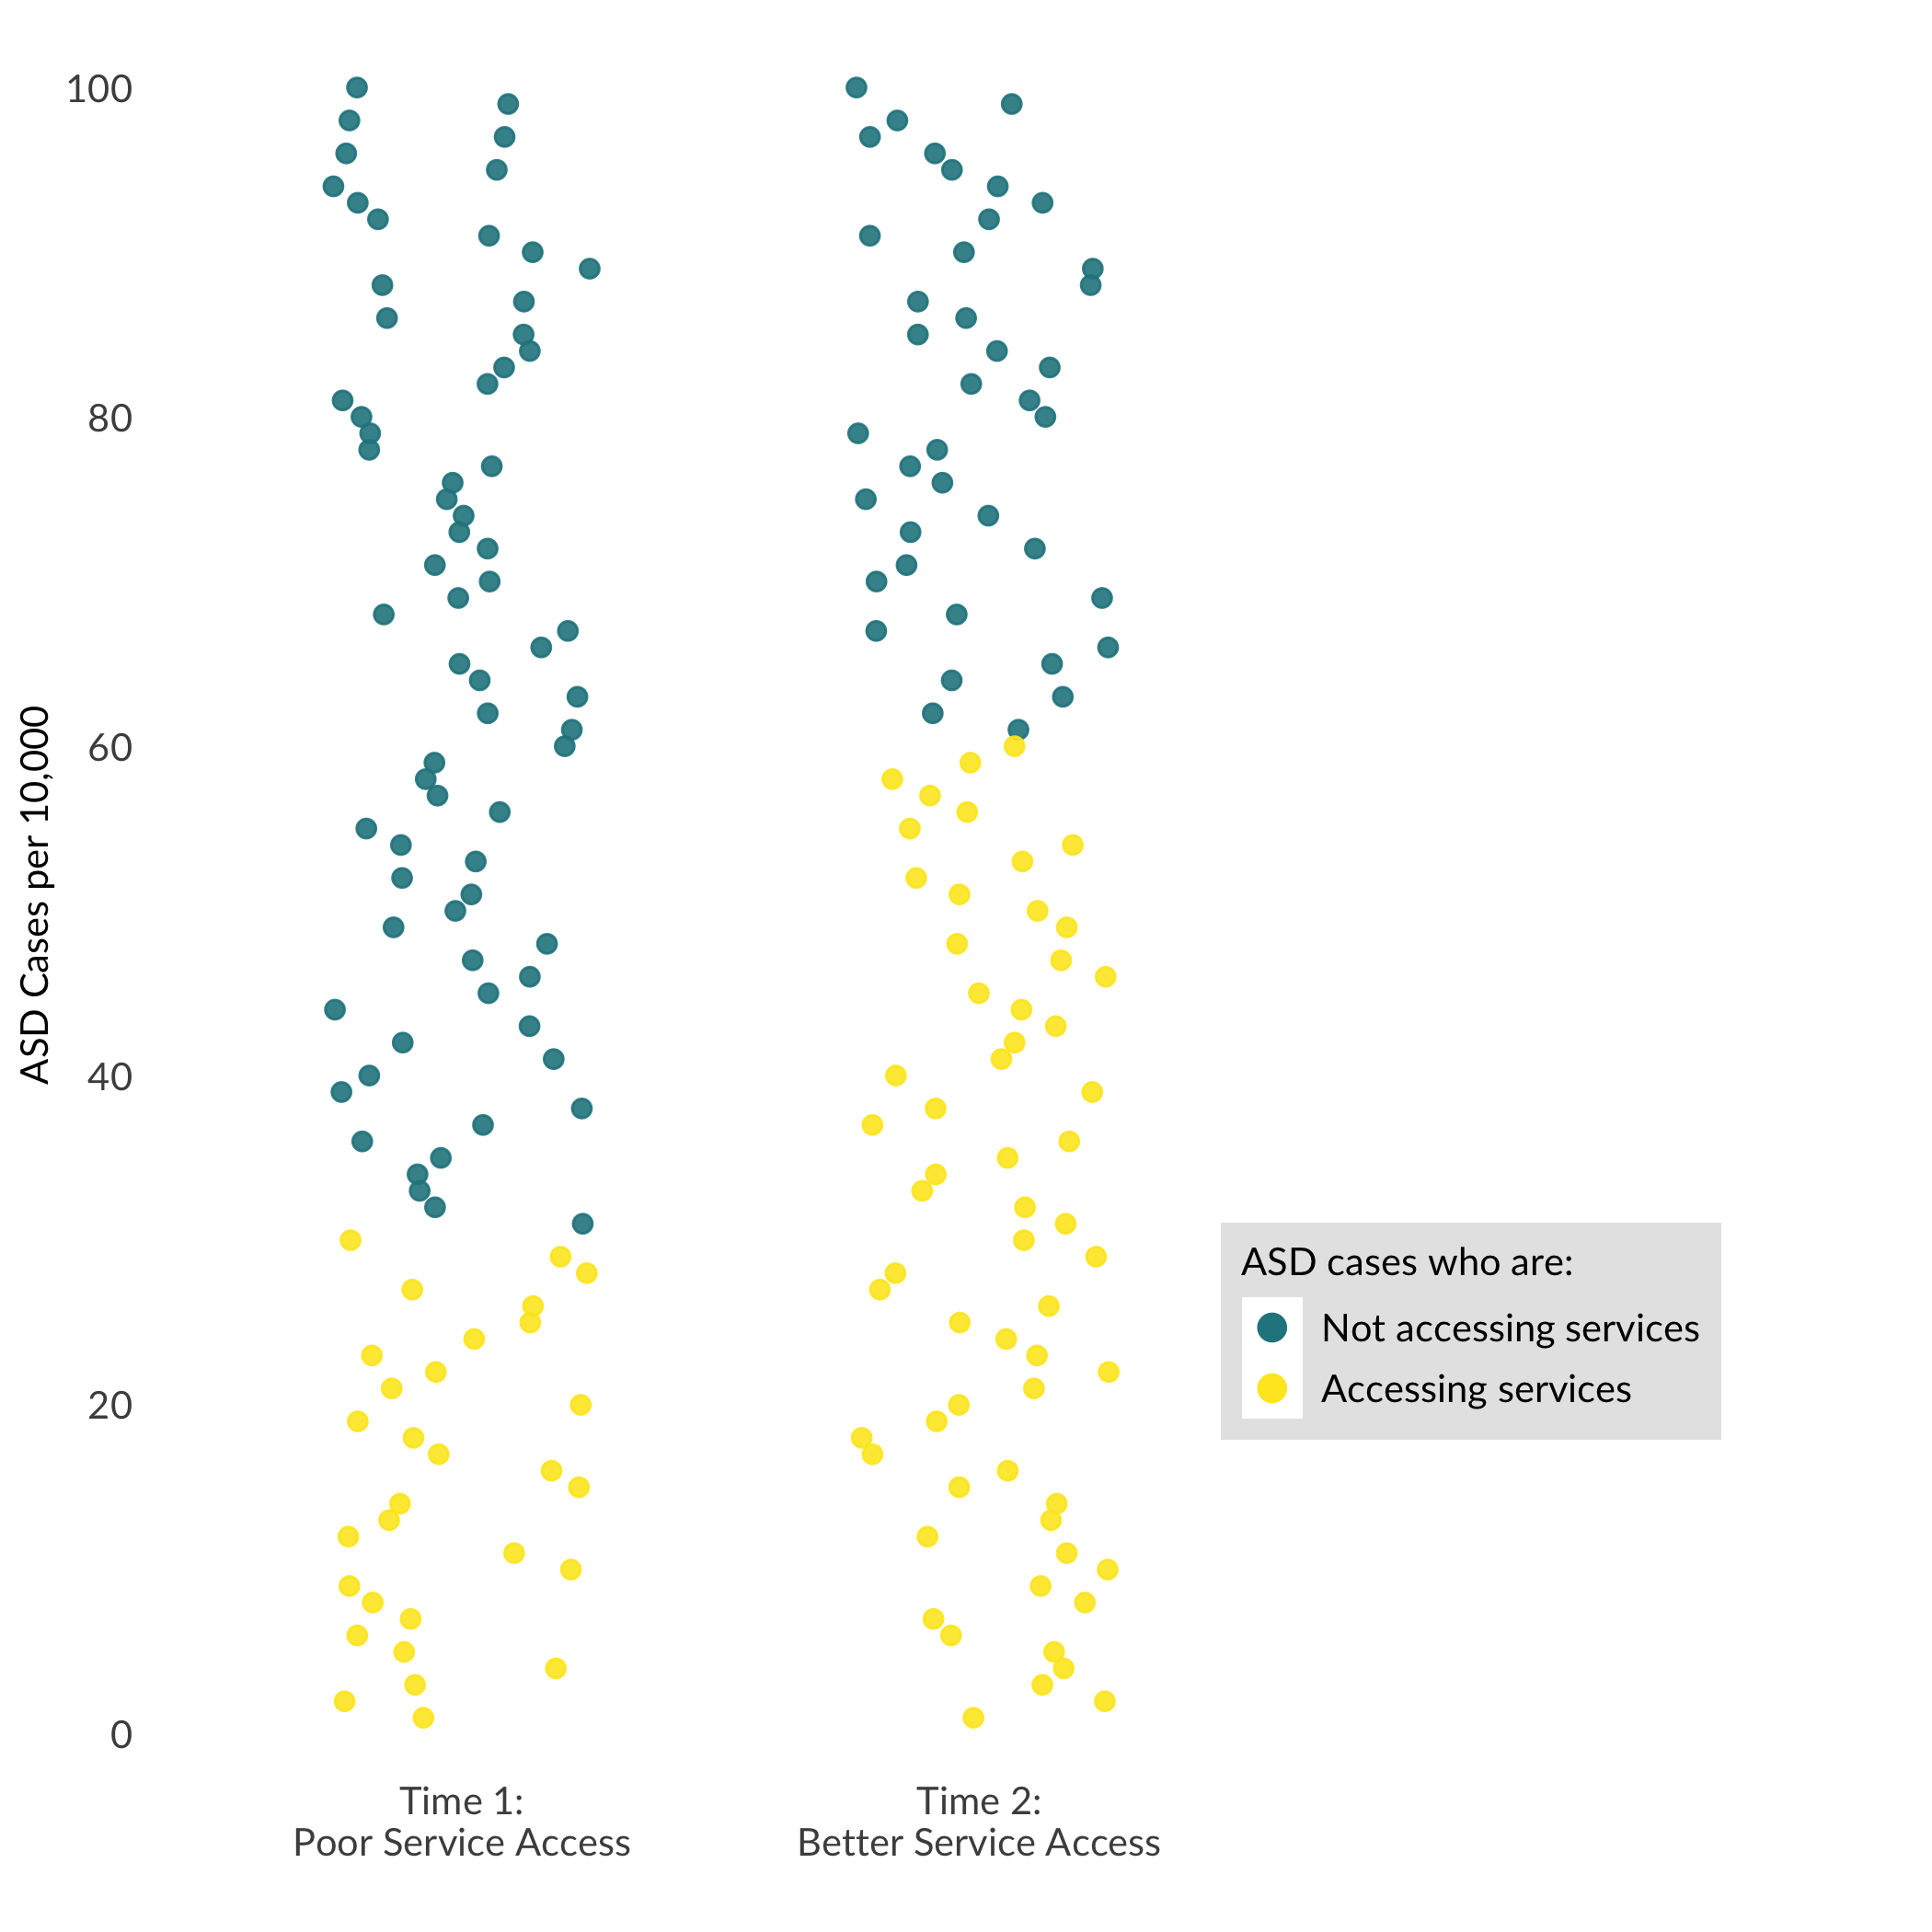 100
80
60
40
20
0
ASD Cases per 10,000
Time 1:
Poor Service Access
Time 2:
Better Service Access
ASD cases who are:
Not accessing services
Accessing services